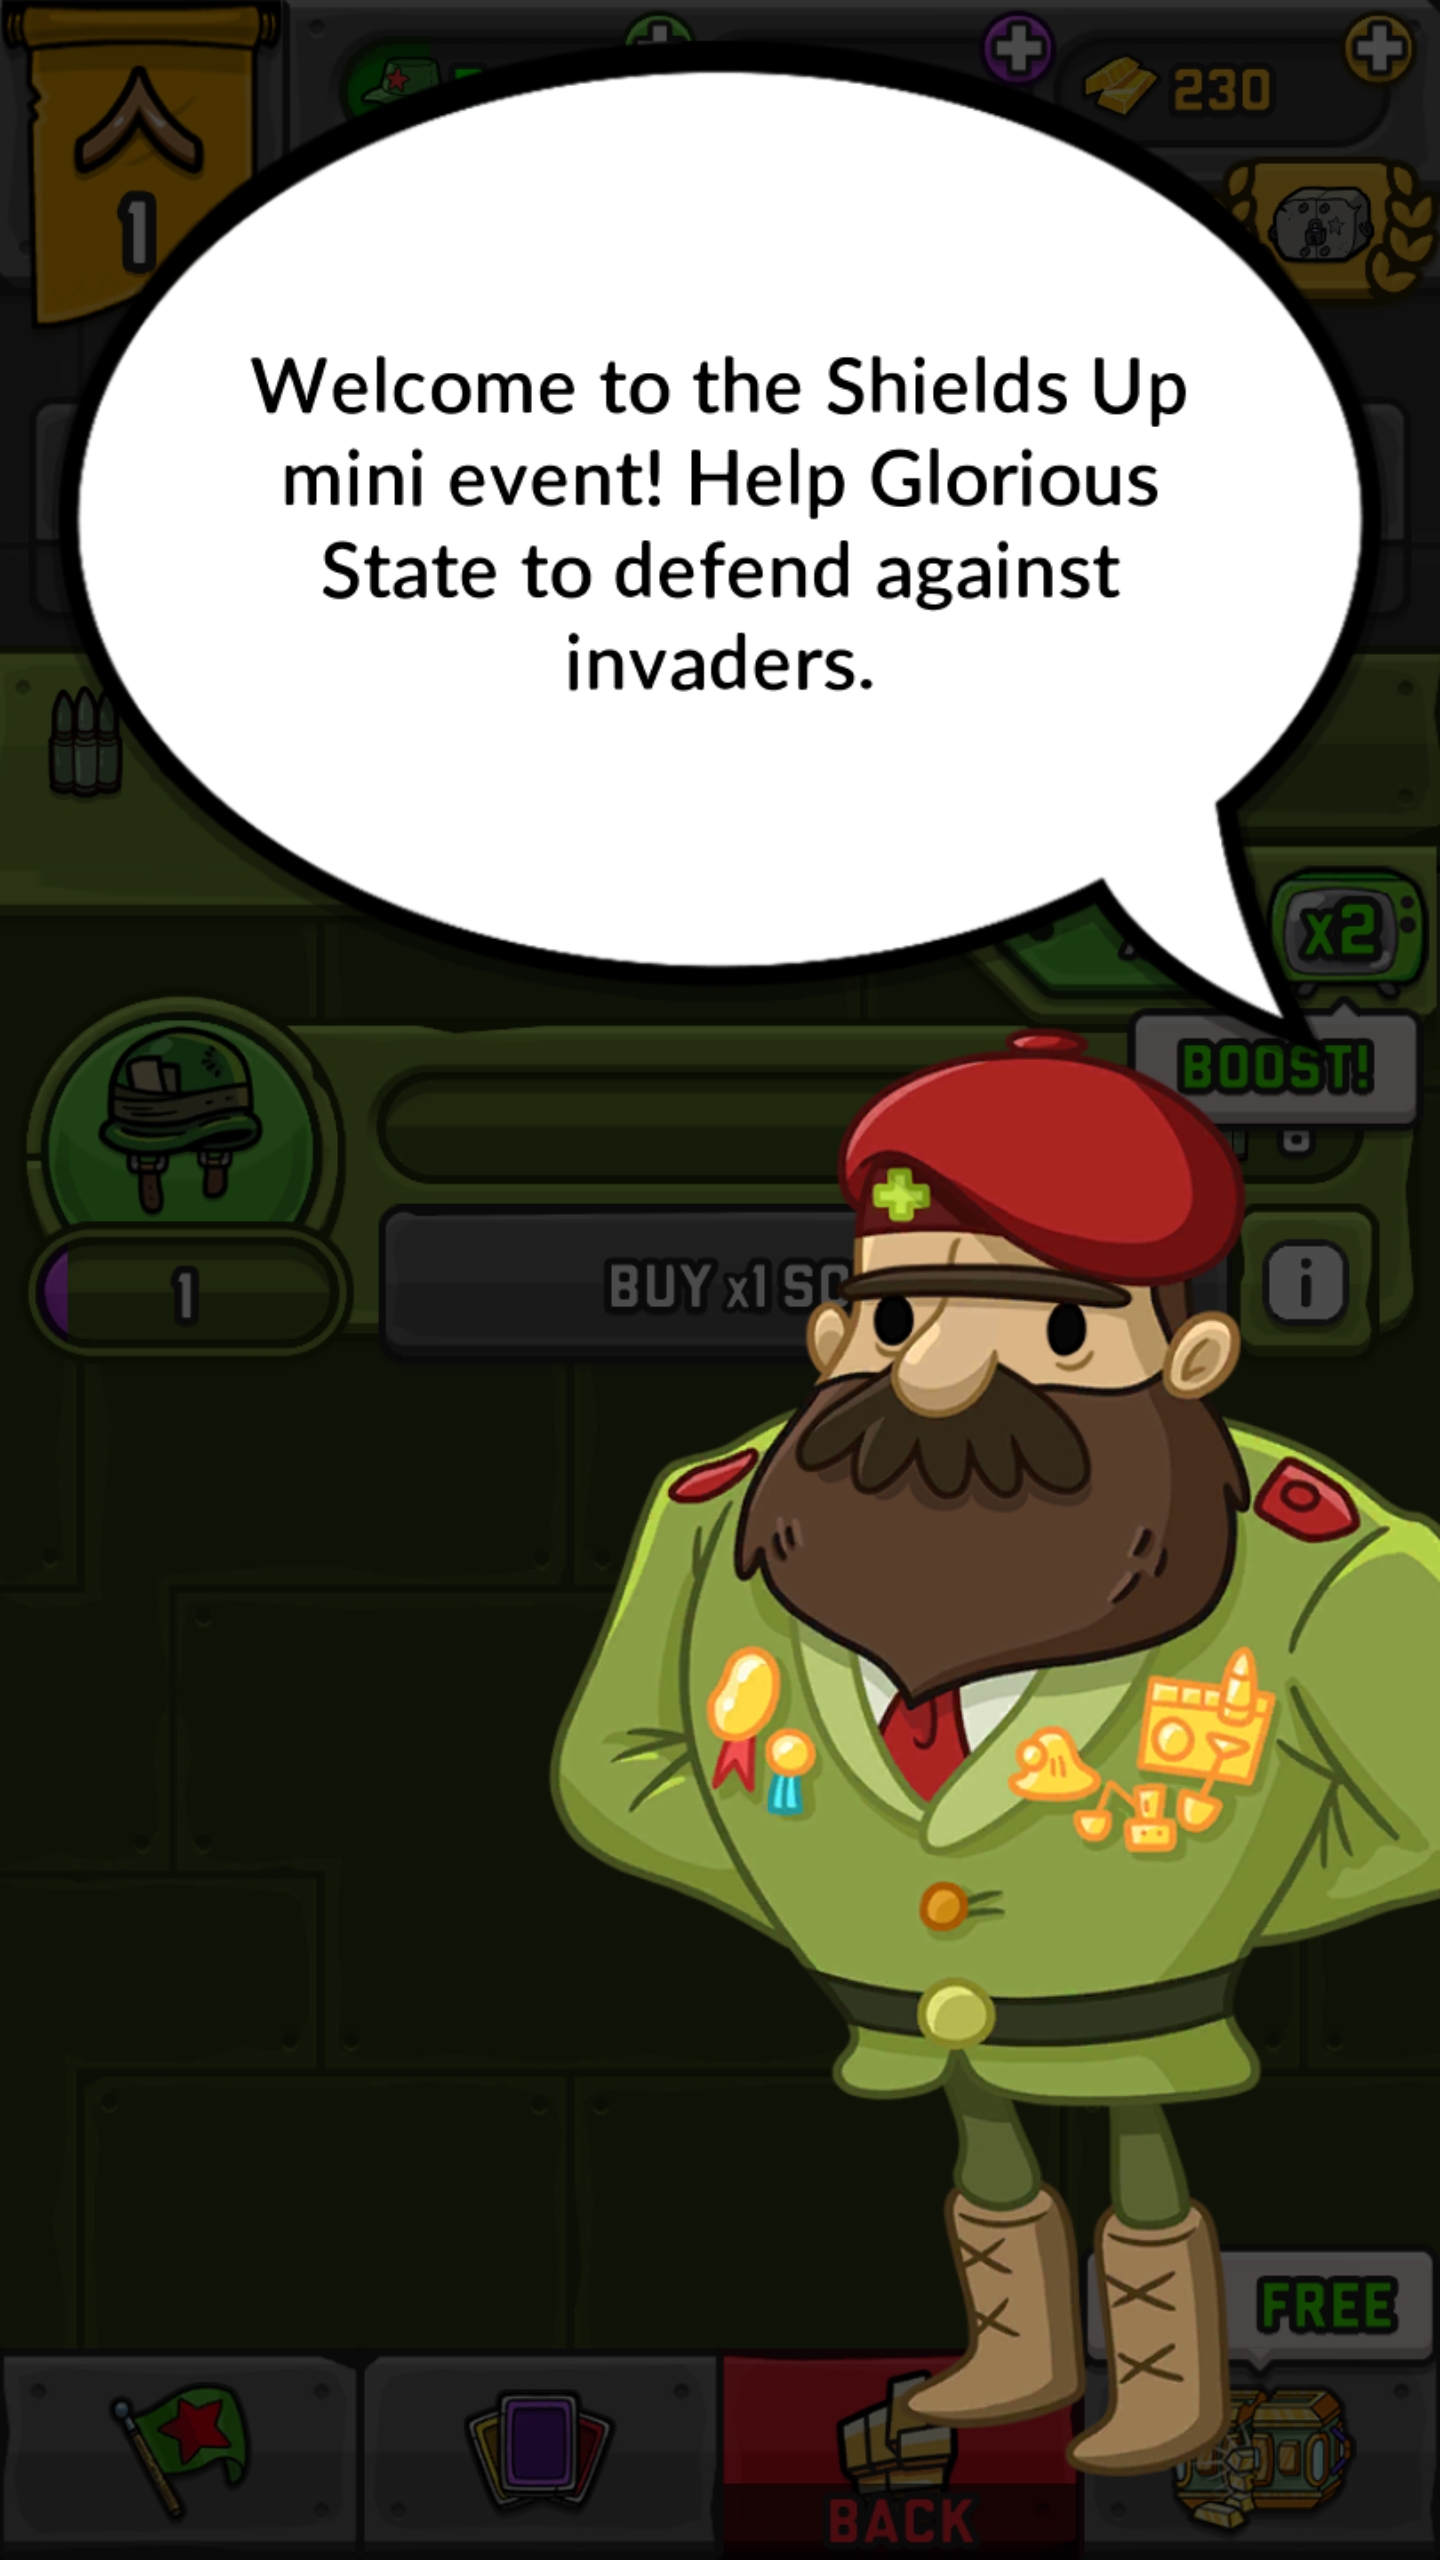 230
1
Welcome to the Shields Up
mini event! Help Glorious
State to defend against
invaders.
x2
BOOST!
1
BUY x1
i
FREE
BACK